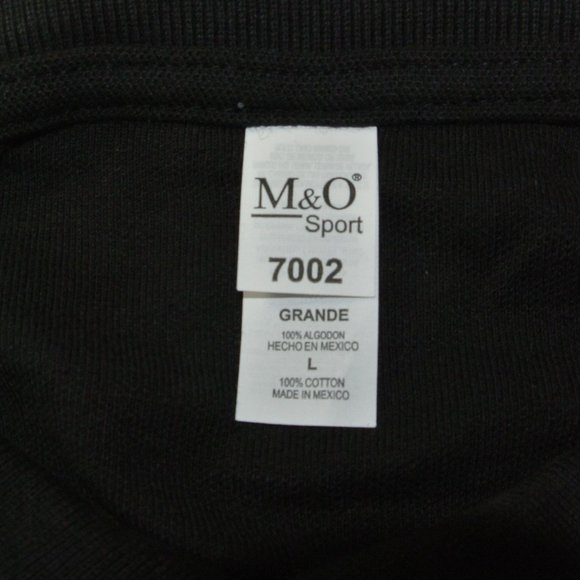 M&O®
Sport
7002
GRANDE
100% ALGODON
HECHO EN MEXICO
L
100% COTTON
MADE IN MEXICO